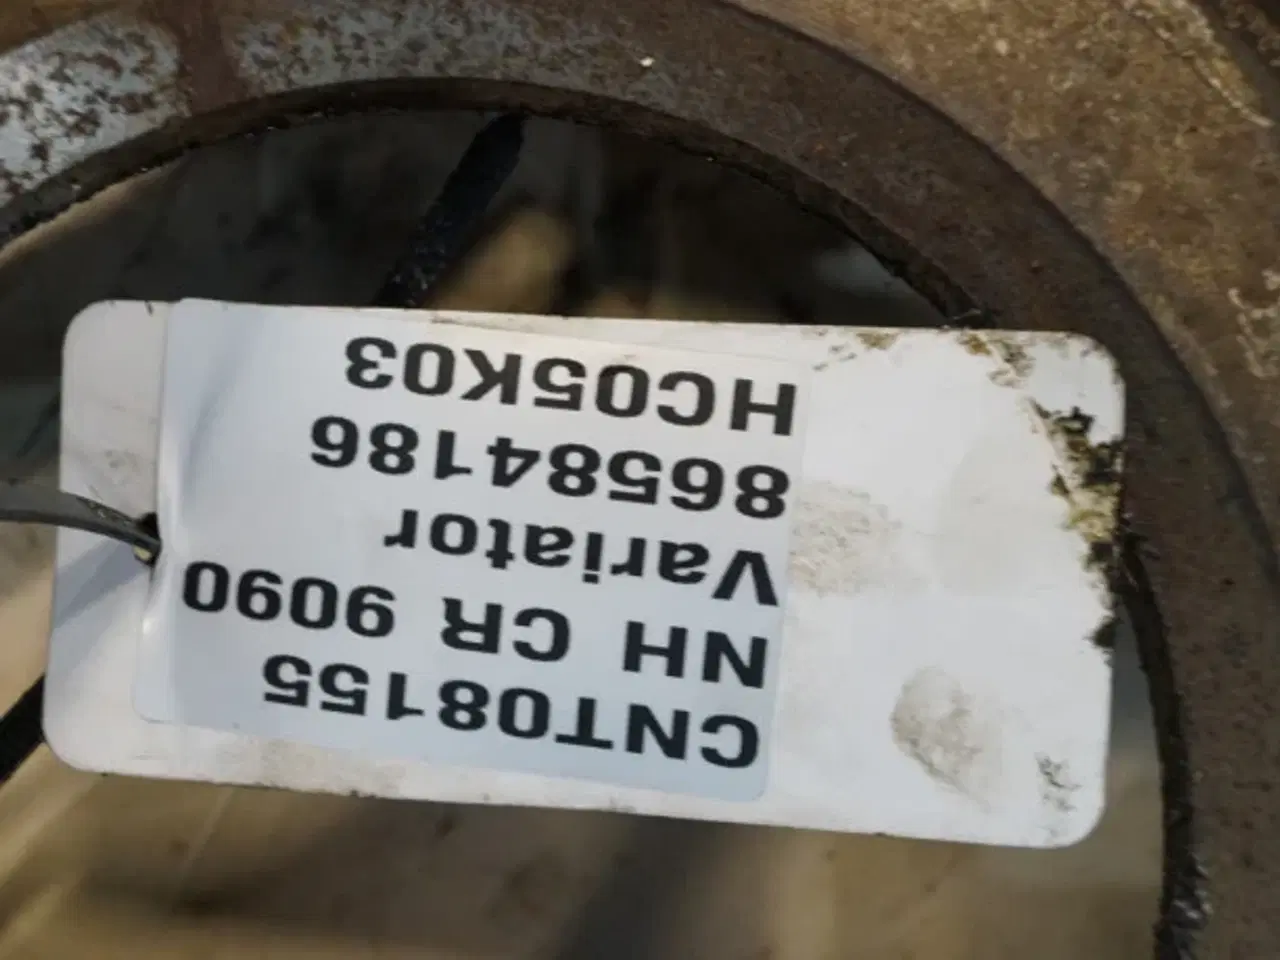 CNT08155
NH CR 9090
Variator
86584186
HC05K03